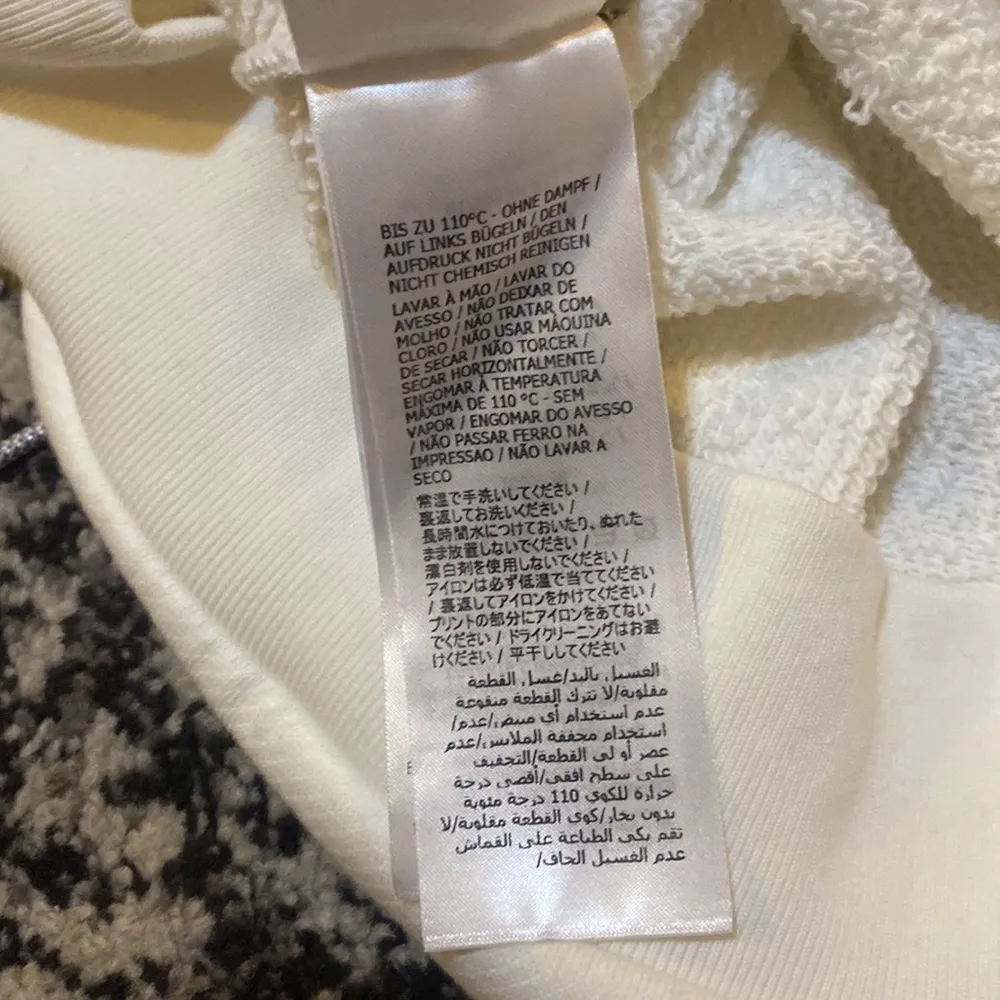 BIS ZU 110°C - OHNE DAMPF /
AUF LINKS BÜGELN / DEN
AUFDRUCK NICHT BÜGELN /
NICHT CHEMISCH REINIGEN
LAVAR À MÃO / LAVAR DO
AVESSO / NÃO DEIXAR DE
MOLHO / NÃO TRATAR COM
CLORO / NÃO USAR MÁQUINA
DE SECAR / NÃO TORCER /
SECAR HORIZONTALMENTE /
ENGOMAR À TEMPERATURA
MÁXIMA DE 110 °C - SEM
VAPOR / ENGOMAR DO AVESSO
/ NÃO PASSAR FERRO NA
IMPRESSAO / NÃO LAVAR A
SECO
常温で手洗いしてください /
裏返してお洗いください /
長時間水につけておいたり、ぬれた
まま放置しないでください /
漂白剤を使用しないでください /
アイロンは必ず低温で当ててください
/ 裏返してアイロンをかけてください /
プリントの部分にアイロンをあてない
でください / ドライクリーニングはお避
けください / 平干ししてください
الغسيل باليد/غسل القطعة
مقلوبة/لا تترك القطعة منقوعة
عدم استخدام أي مبيض/عدم/
استخدام مجففة الملابس/عدم
عصر أو لي القطعة/التجفيف
على سطح افقي/أقصى درجة
حرارة للكوي 110 درجة مئوية
بدون بخار/كوي القطعة مقلوبة/لا
تقم بكي الطباعة على القماش
عدم الغسيل الجاف/